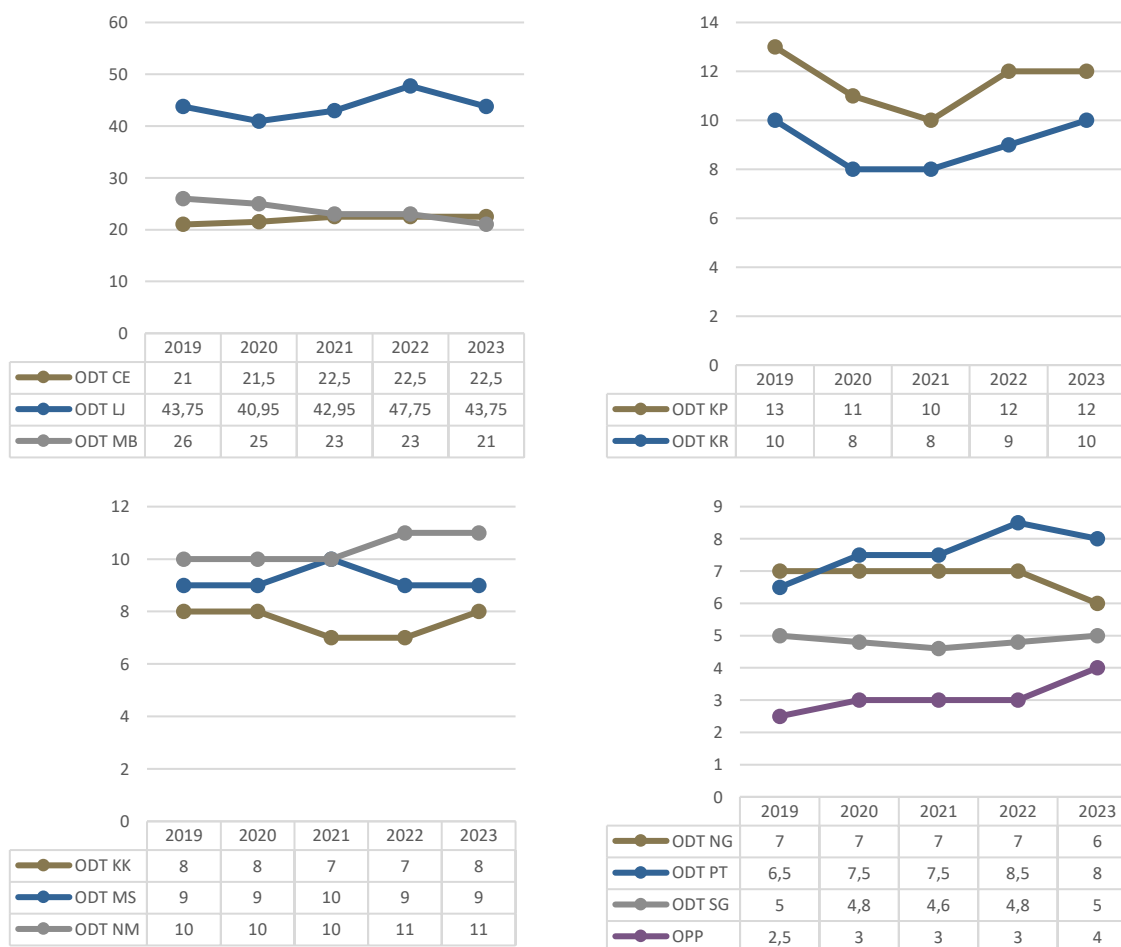 60
50
40
30
20
10
0
2019 2020 2021 2022 2023
ODT CE 21 21,5 22,5 22,5 22,5
ODT LJ 43,75 40,95 42,95 47,75 43,75
ODT MB 26 25 23 23 21
14
12
10
8
6
4
2
0
2019 2020 2021 2022 2023
ODT KP 13 11 10 12 12
ODT KR 10 8 8 9 10
12
10
8
6
4
2
0
2019 2020 2021 2022 2023
ODT KK 8 8 7 7 8
ODT MS 9 9 10 9 9
ODT NM 10 10 10 11 11
9
8
7
6
5
4
3
2
1
0
2019 2020 2021 2022 2023
ODT NG 7 7 7 7 6
ODT PT 6,5 7,5 7,5 8,5 8
ODT SG 5 4,8 4,6 4,8 5
OPP 2,5 3 3 3 4